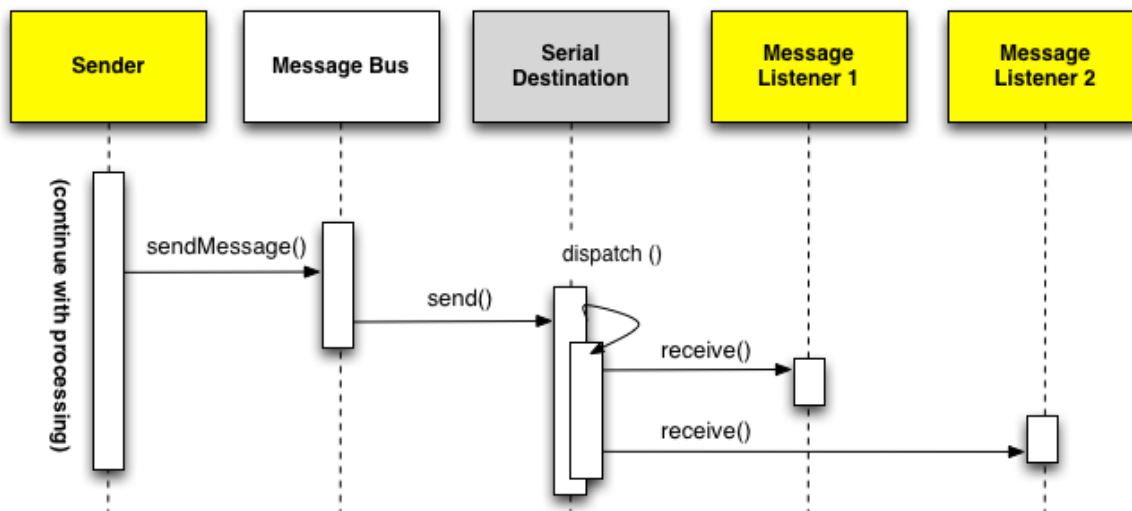 Sender
Message Bus
Serial
Destination
Message
Listener 1
Message
Listener 2
(continue with processing)
sendMessage()
dispatch ()
send()
receive()
receive()